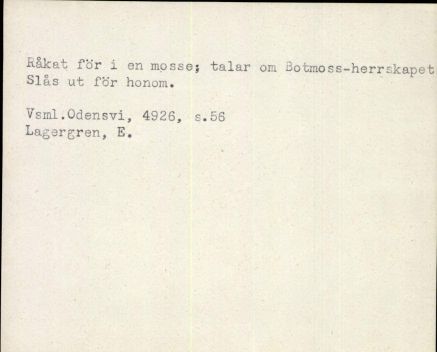 Råkat för i en mosse; talar om Botmoss-herrskapet
Slås ut för honom.
Vsml.Odensvi, 4926, s.56
Lagergren, E.